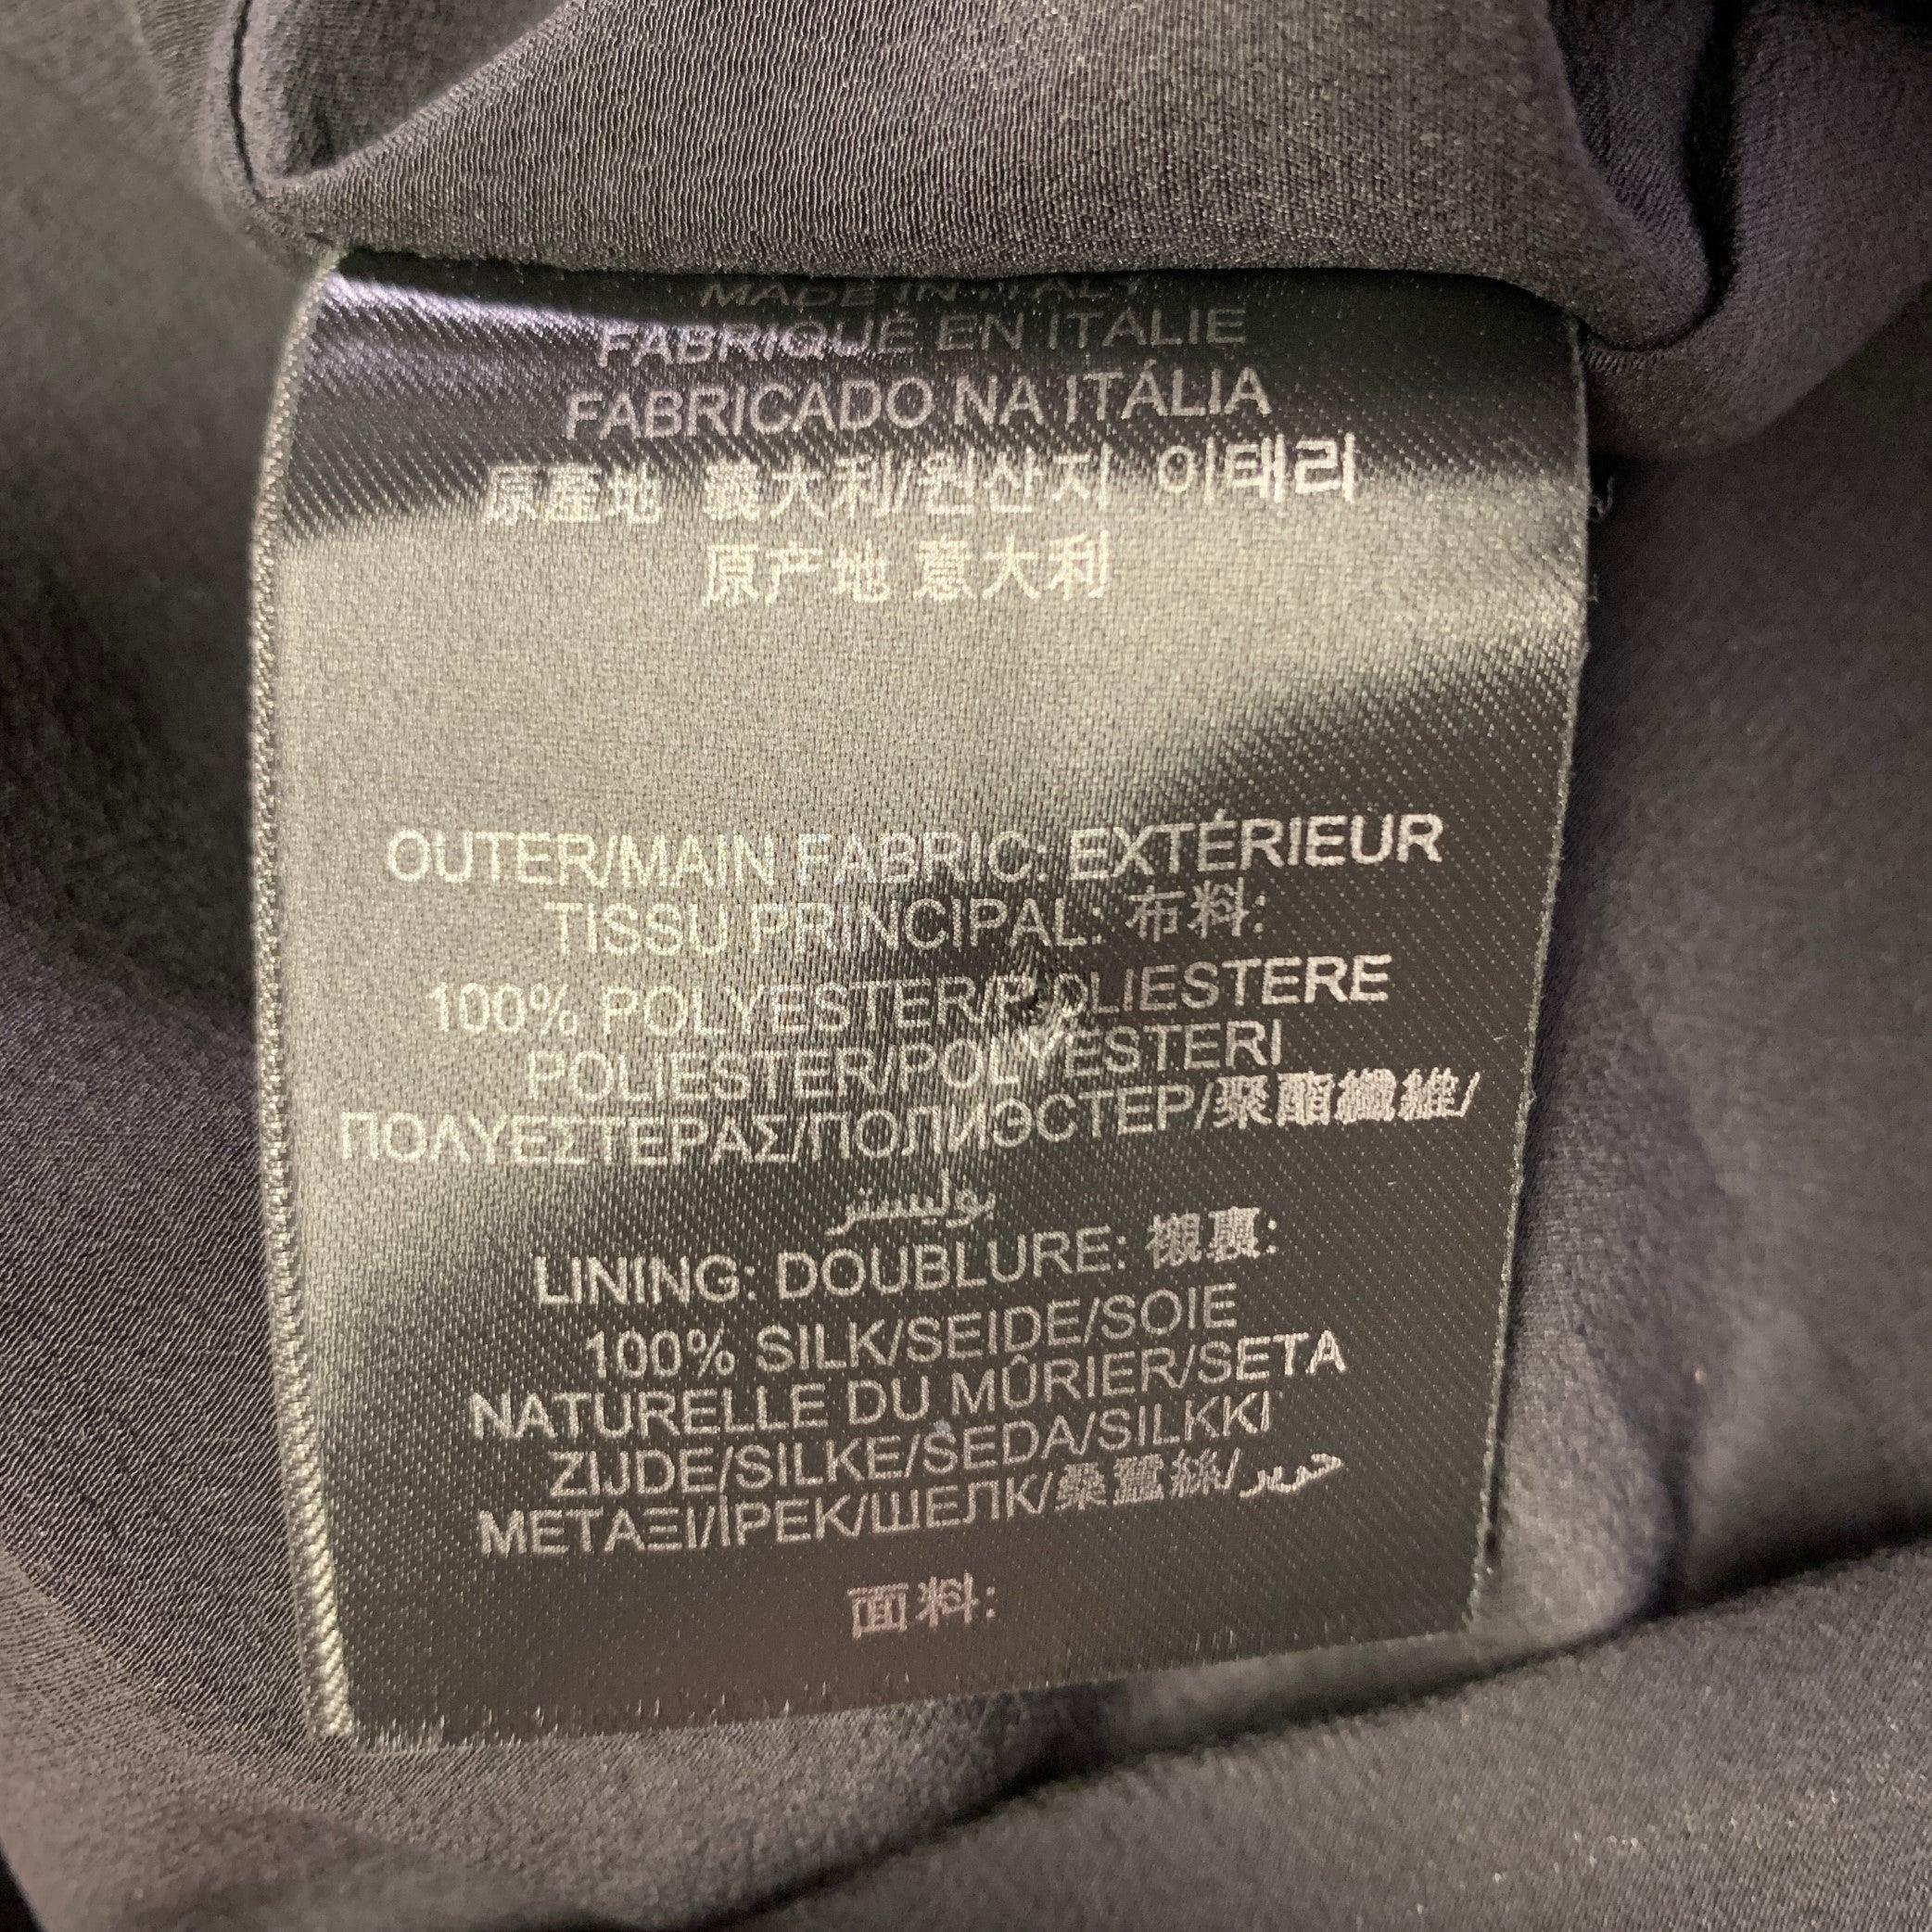 MADE IN ITALY
FABRIQUÉ EN ITALIE
FABRICADO NA ITÁLIA
原產地 義大利/원산지 이태리
原产地 意大利
OUTER/MAIN FABRIC: EXTÉRIEUR
TISSU PRINCIPAL: 布料:
100% POLYESTER/POLIESTERE
POLIESTER/POLYESTERI
ΠΟΛΥΕΣΤΕΡΑΣ/ПОЛИЭСТЕР/聚酯纖維/
بوليستر
LINING: DOUBLURE: 襯裏:
100% SILK/SEIDE/SOIE
NATURELLE DU MÛRIER/SETA
ZIJDE/SILKE/SEDA/SILKKI
ΜΕΤΑΞΙ/İPEK/ШЕЛК/桑蠶絲/حرير
面料: